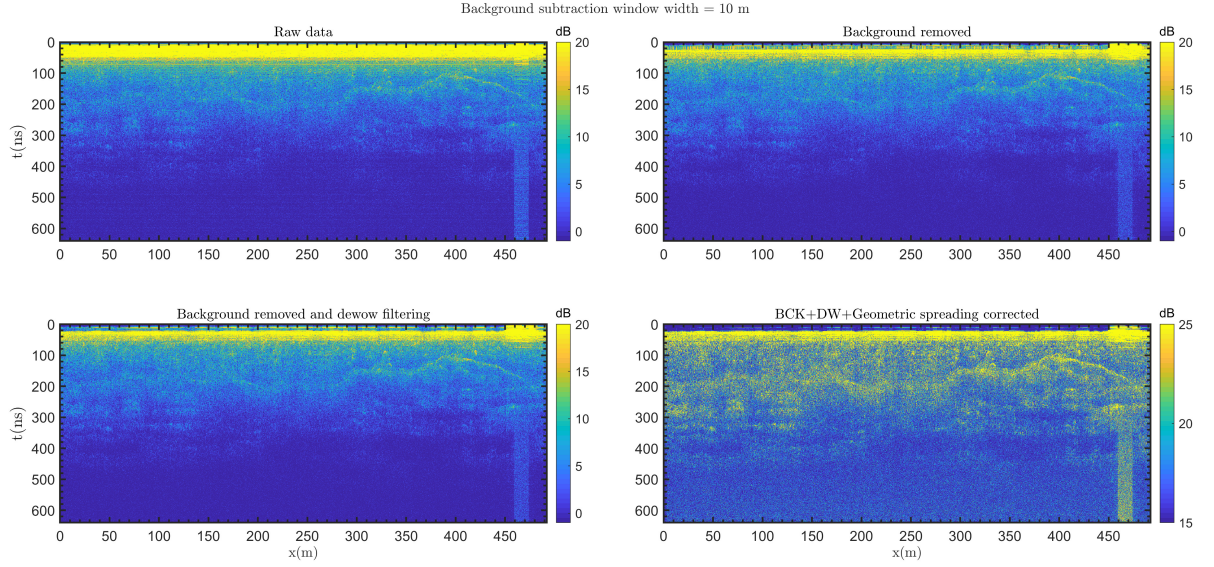 Background subtraction window width = 10 m
Raw data
dB
0
100
200
300
400
500
600
t(ns)
0 50 100 150 200 250 300 350 400 450
20
15
10
5
0
Background removed
dB
0
100
200
300
400
500
600
0 50 100 150 200 250 300 350 400 450
20
15
10
5
0
Background removed and dewow filtering
dB
0
100
200
300
400
500
600
t(ns)
0 50 100 150 200 250 300 350 400 450
x(m)
20
15
10
5
0
BCK+DW+Geometric spreading corrected
dB
0
100
200
300
400
500
600
0 50 100 150 200 250 300 350 400 450
x(m)
25
20
15